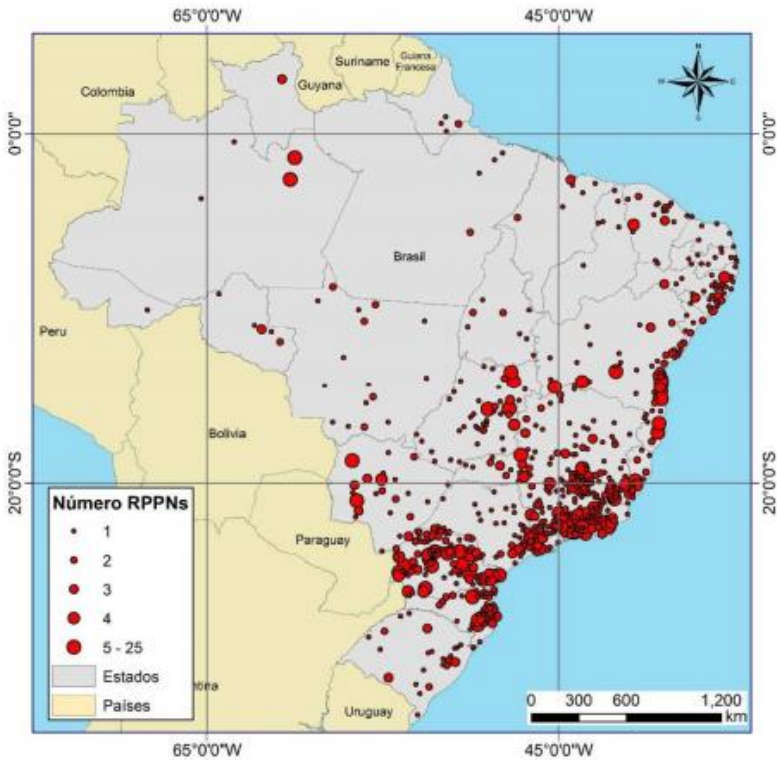 65°0'0"W 45°0'0"W
Colombia
Guyana
Suriname
Guiana
Francesa
N
W E
S
0°0'0" 0°0'0"
Brasil
Peru
Bolivia
20°0'0"S 20°0'0"S
Paraguay
Número RPPNs
1
2
3
4
5 - 25
Estados
Países
ntina
Uruguay
0 300 600 1,200
km
65°0'0"W 45°0'0"W